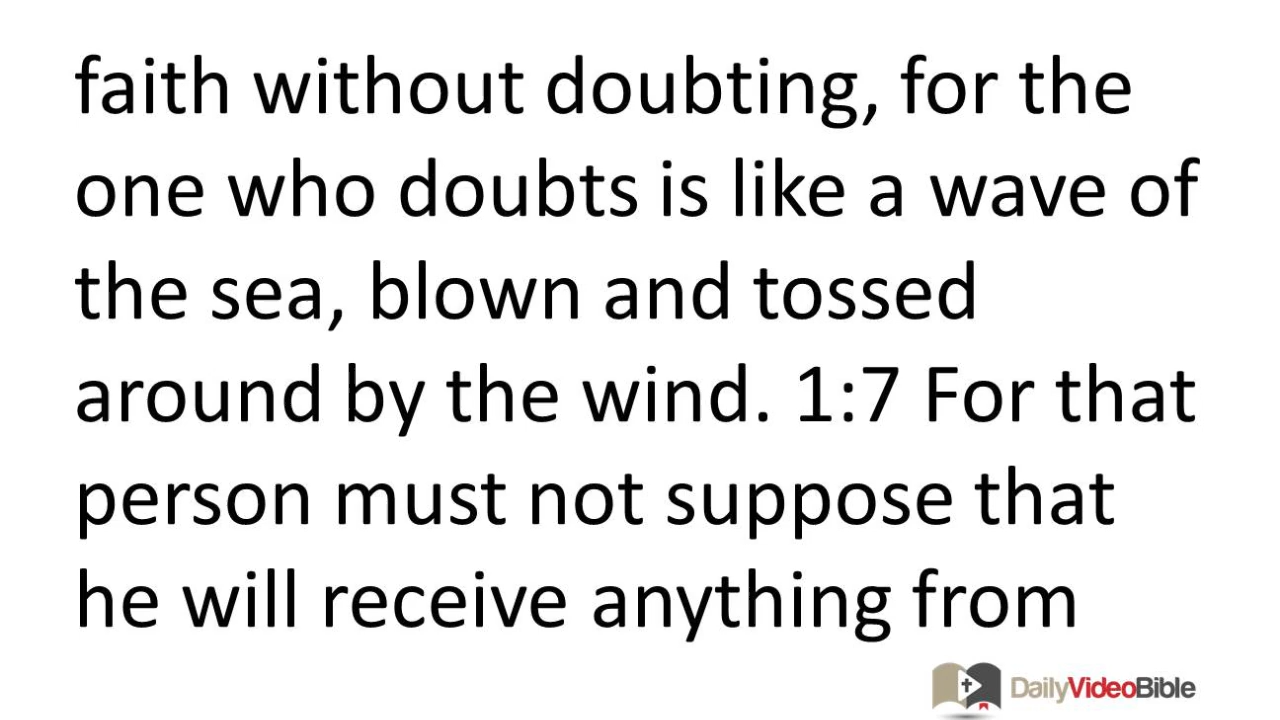 faith without doubting, for the
one who doubts is like a wave of
the sea, blown and tossed
around by the wind. 1:7 For that
person must not suppose that
he will receive anything from
DailyVideoBible